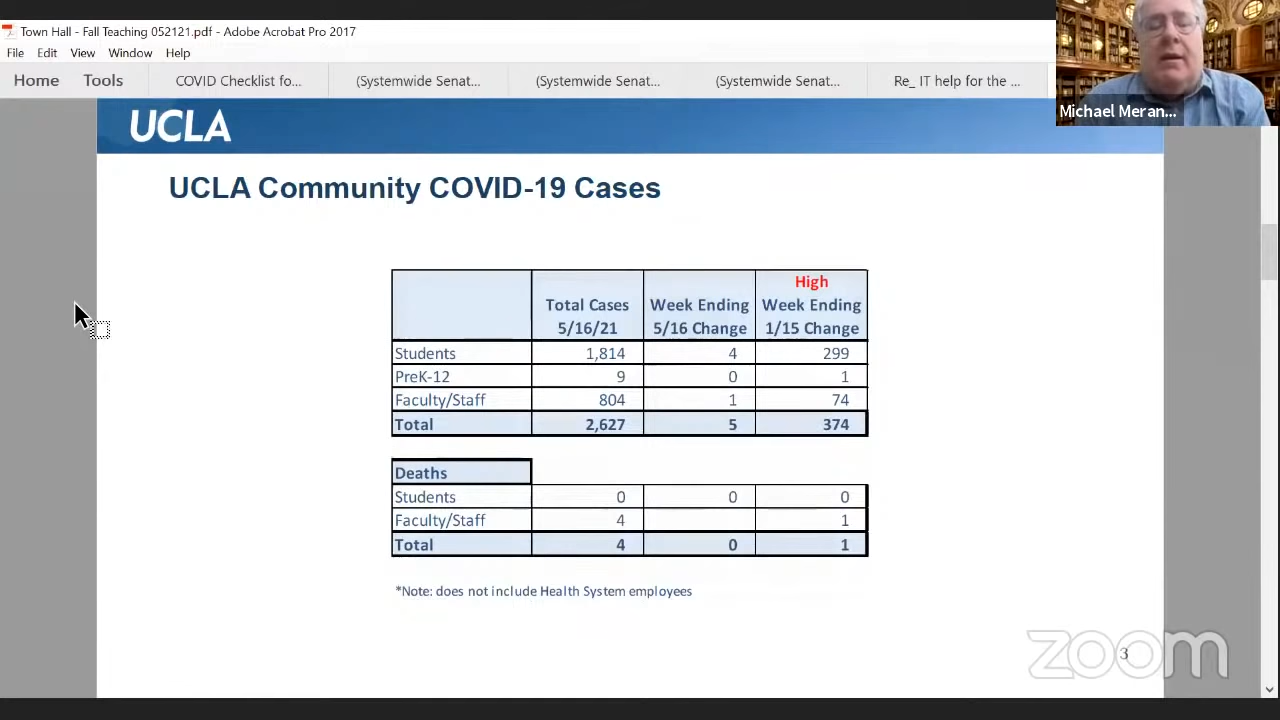 Town Hall - Fall Teaching 052121.pdf - Adobe Acrobat Pro 2017
File Edit View Window Help
Home Tools COVID Checklist fo... (Systemwide Senat... (Systemwide Senat... (Systemwide Senat... Re_ IT help for the ...
Michael Meran...
UCLA
UCLA Community COVID-19 Cases
High
Total Cases Week Ending Week Ending
5/16/21 5/16 Change 1/15 Change
Students 1,814 4 299
PreK-12 9 0 1
Faculty/Staff 804 1 74
Total 2,627 5 374
Deaths
Students 0 0 0
Faculty/Staff 4 1
Total 4 0 1
*Note: does not include Health System employees
zoom
3